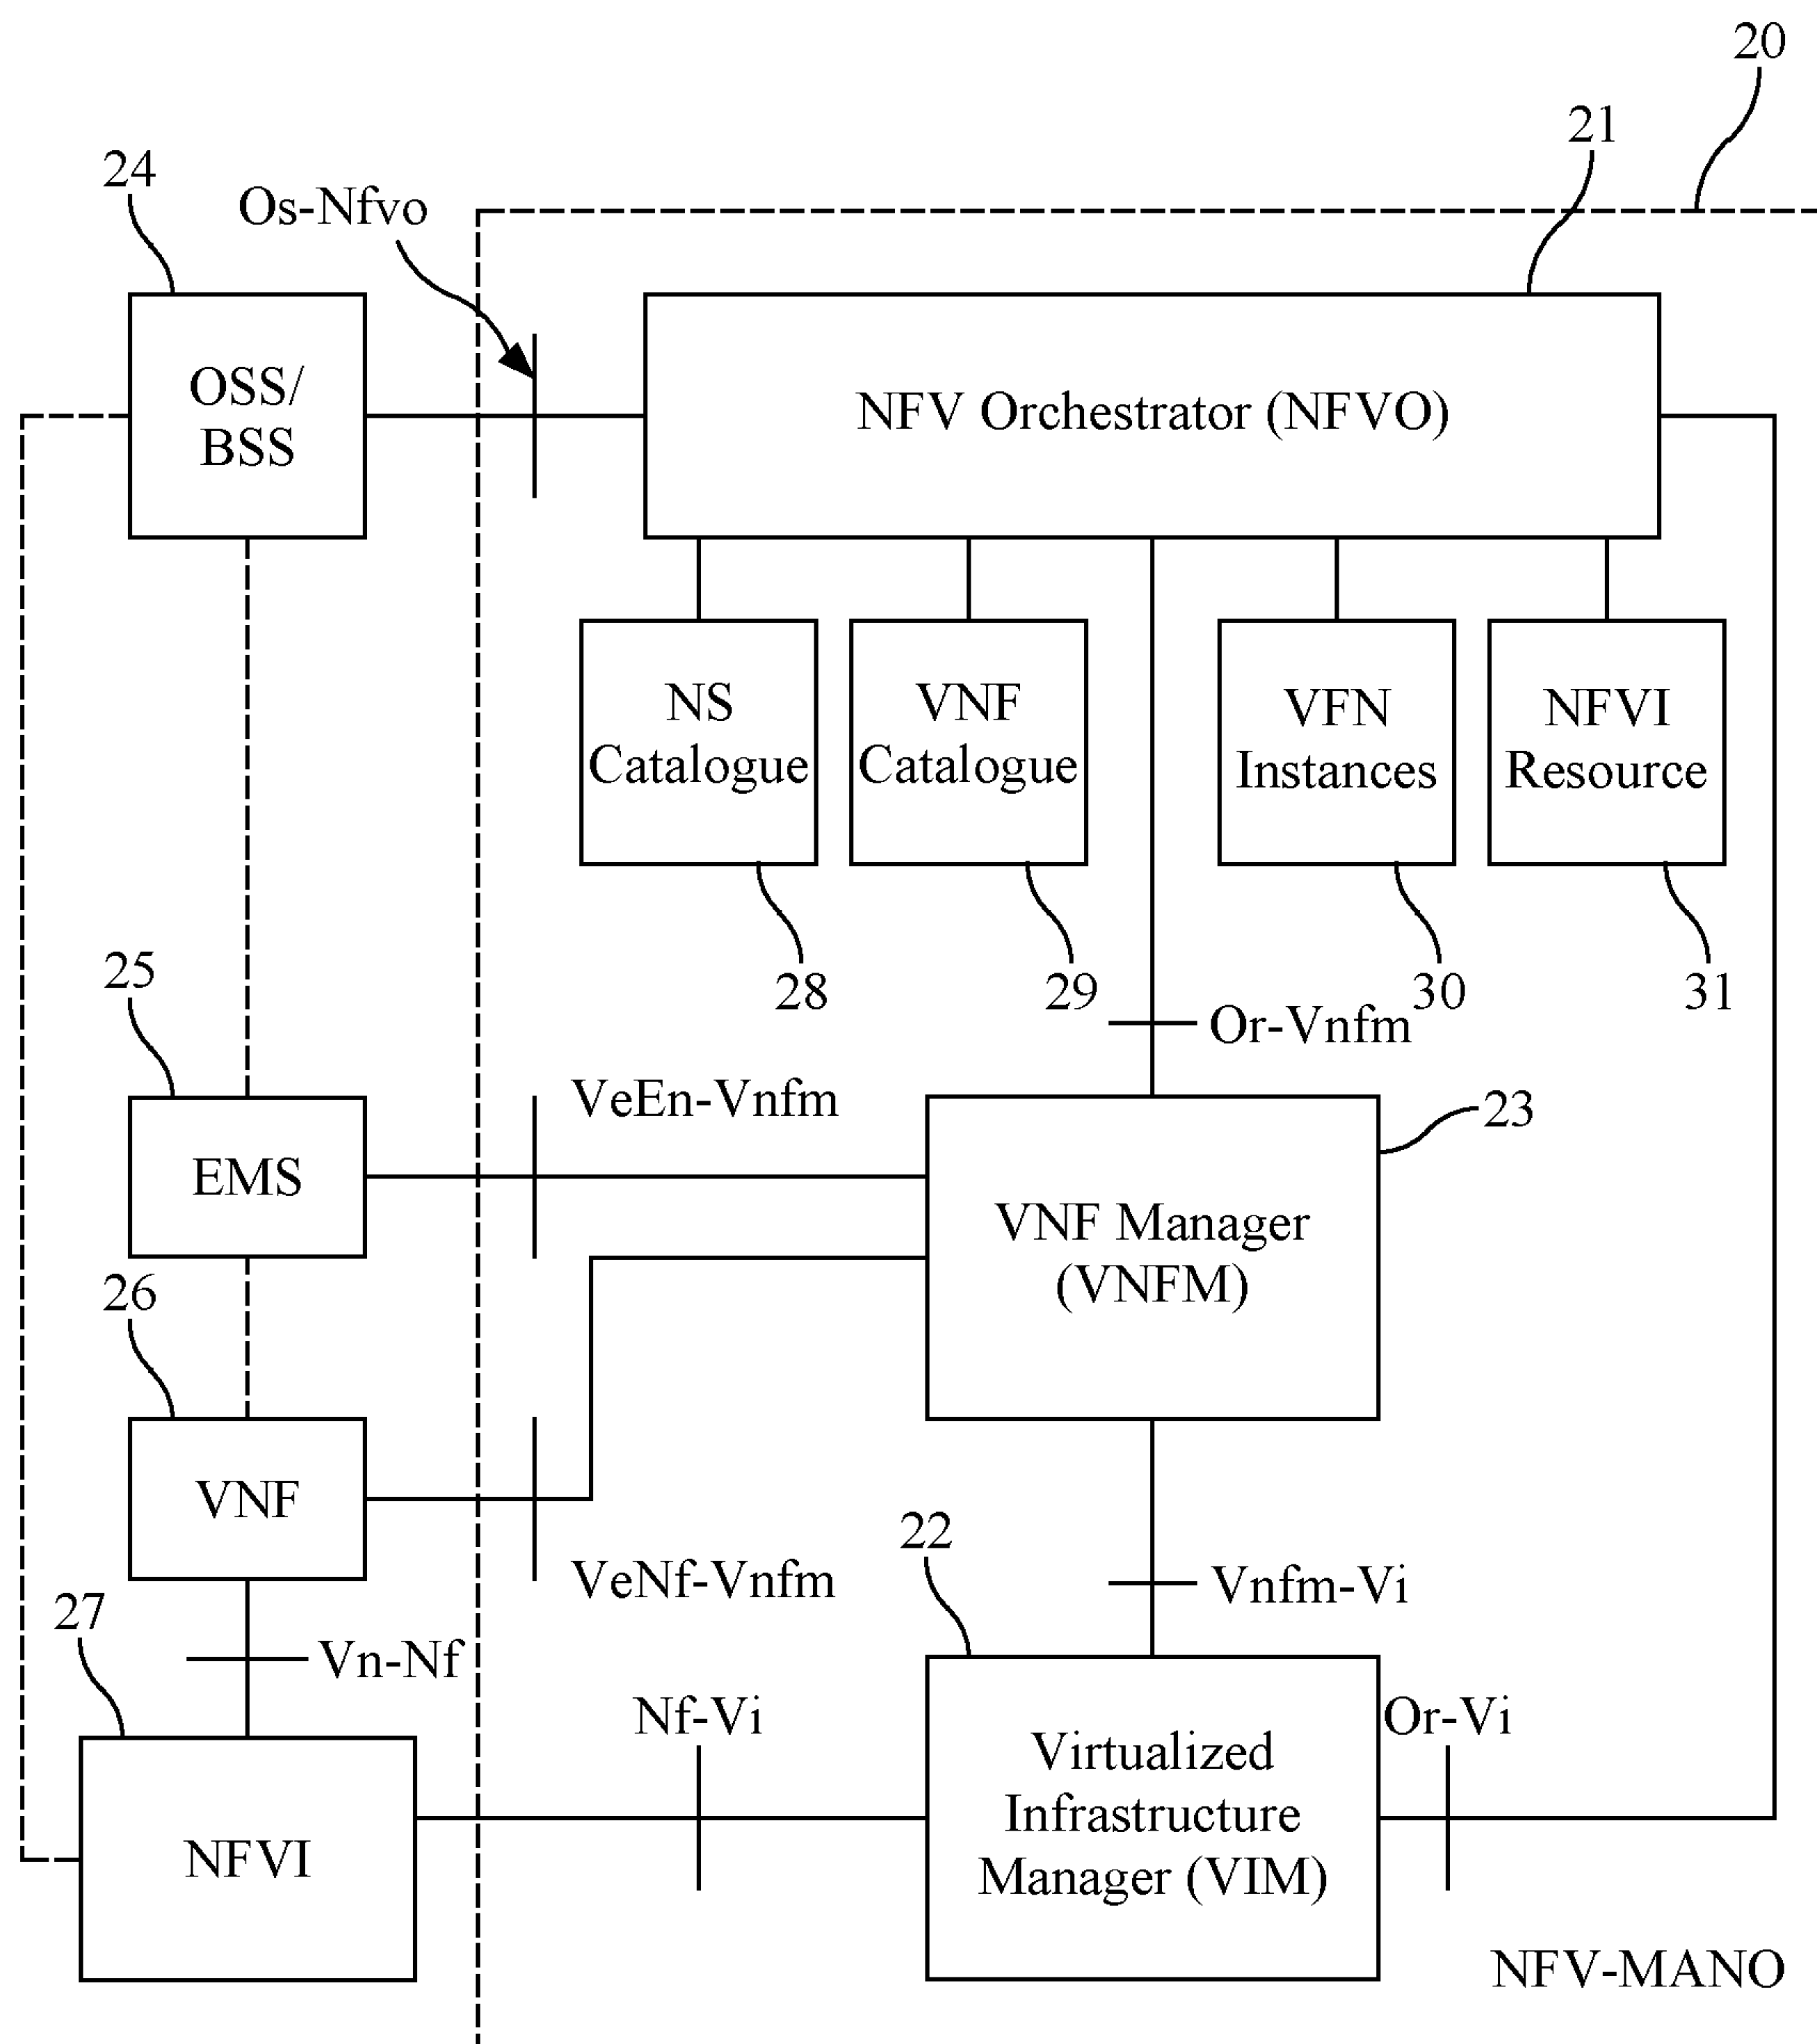 20
21
24
Os-Nfvo
OSS/
BSS
NFV Orchestrator (NFVO)
NS
Catalogue
VNF
Catalogue
VFN
Instances
NFVI
Resource
28
29
30
31
25
Or-Vnfm
VeEn-Vnfm
23
EMS
VNF Manager
(VNFM)
26
VNF
VeNf-Vnfm
22
Vnfm-Vi
27
Vn-Nf
Nf-Vi
Or-Vi
Virtualized
Infrastructure
Manager (VIM)
NFVI
NFV-MANO